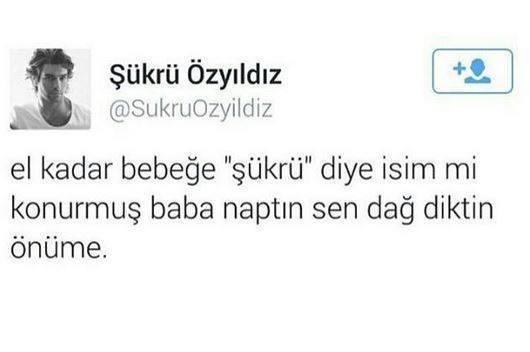 Şükrü Özyıldız
@SukruOzyildiz
el kadar bebeğe "şükrü" diye isim mi
konurmuş baba naptın sen dağ diktin
önüme.